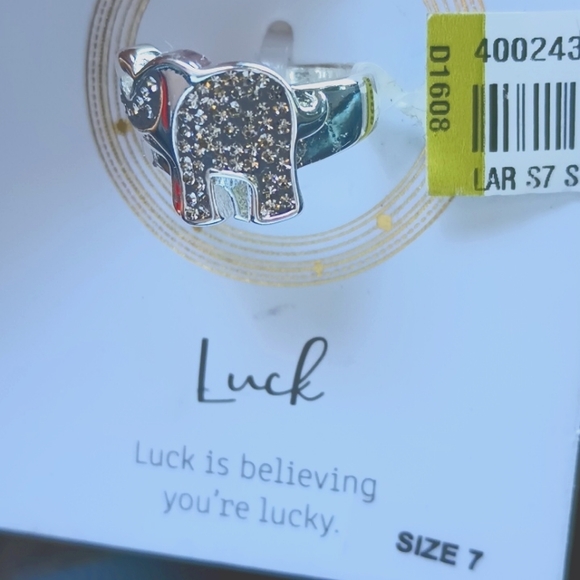 D1608
400243
LAR S7 S
Luck
Luck is believing
you're lucky.
SIZE 7